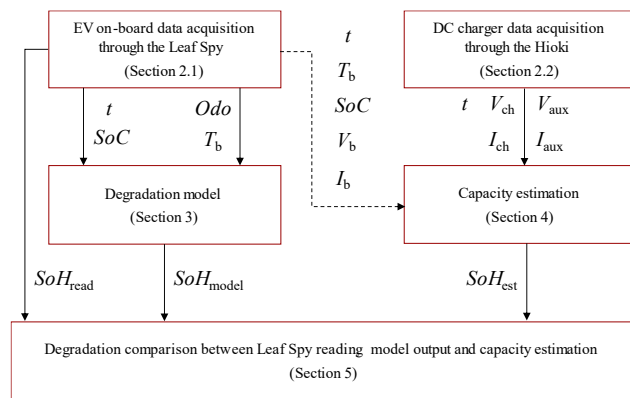 EV on-board data acquisition
through the Leaf Spy
(Section 2.1)
DC charger data acquisition
through the Hioki
(Section 2.2)
t
T_b
SoC
V_b
I_b
t
SoC
Odo
T_b
t V_ch V_aux
I_ch I_aux
Degradation model
(Section 3)
Capacity estimation
(Section 4)
SoH_read
SoH_model
SoH_est
Degradation comparison between Leaf Spy reading model output and capacity estimation
(Section 5)